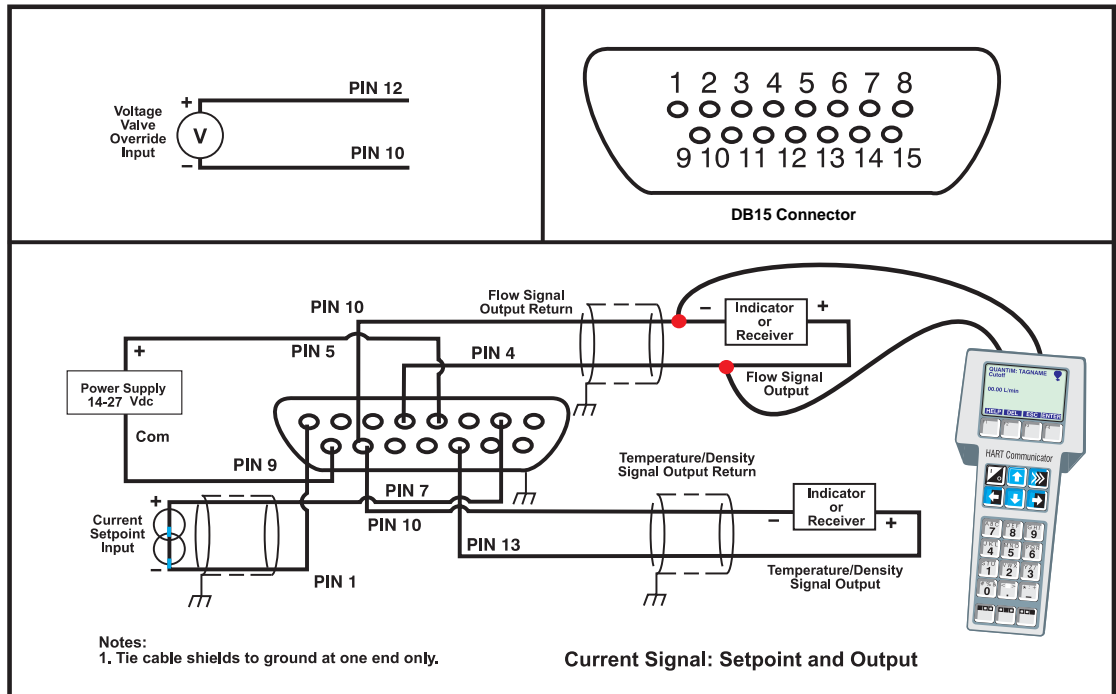 PIN 12
+
Voltage
Valve
Override
Input
V
PIN 10
−
1 2 3 4 5 6 7 8
9 10 11 12 13 14 15
DB15 Connector
PIN 10
Flow Signal
Output Return
− Indicator
or
Receiver +
+
PIN 5
PIN 4
Power Supply
14-27 Vdc
Flow Signal
Output
Com
PIN 9
QUANTIM: TAGNAME
Cutoff
00.00 L/min
HELP DEL ESC ENTER
HART Communicator
Temperature/Density
Signal Output Return
PIN 7
+
Current
Setpoint
Input
−
PIN 10
− Indicator
or
Receiver +
PIN 13
PIN 1
Temperature/Density
Signal Output
7 8 9
4 5 6
1 2 3
0 . -
Notes:
1. Tie cable shields to ground at one end only.
Current Signal: Setpoint and Output